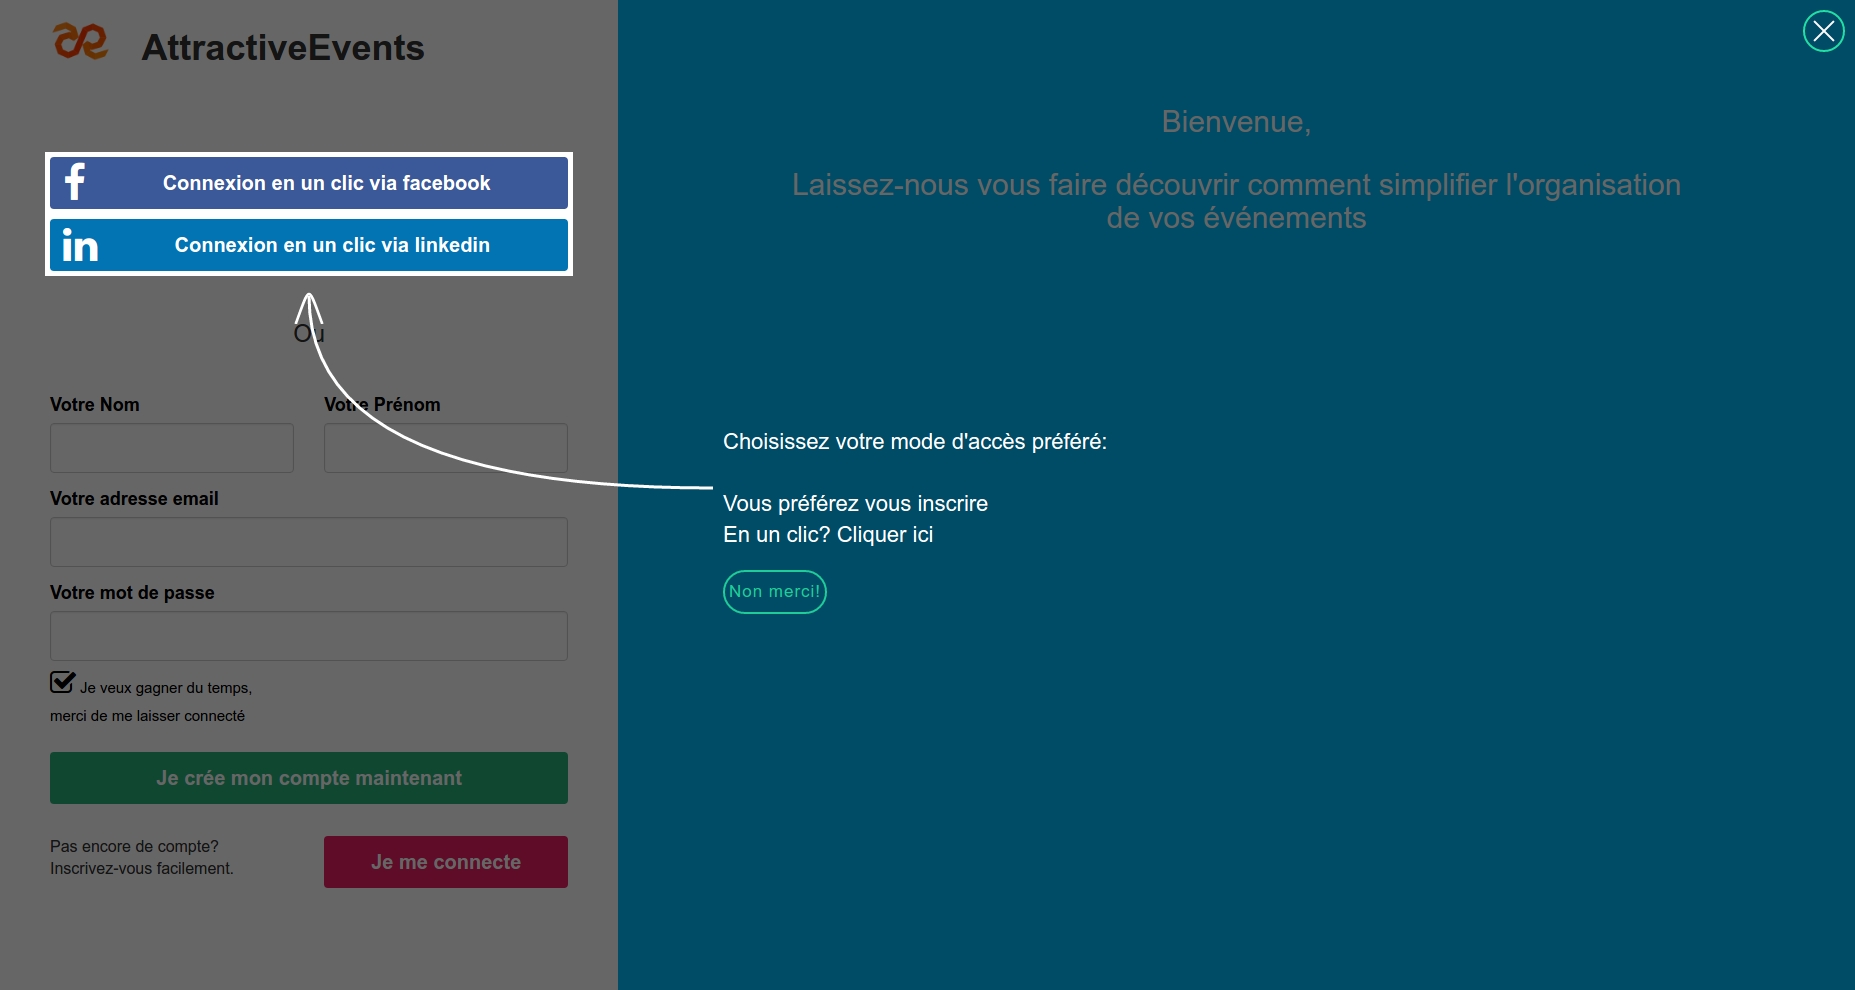 AttractiveEvents
Connexion en un clic via facebook
Connexion en un clic via linkedin
Ou
Votre Nom
Votre Prénom
Votre adresse email
Votre mot de passe
Je veux gagner du temps,
merci de me laisser connecté
Je crée mon compte maintenant
Pas encore de compte?
Inscrivez-vous facilement.
Je me connecte
Bienvenue,
Laissez-nous vous faire découvrir comment simplifier l'organisation
de vos événements
Choisissez votre mode d'accès préféré:
Vous préférez vous inscrire
En un clic? Cliquer ici
Non merci!